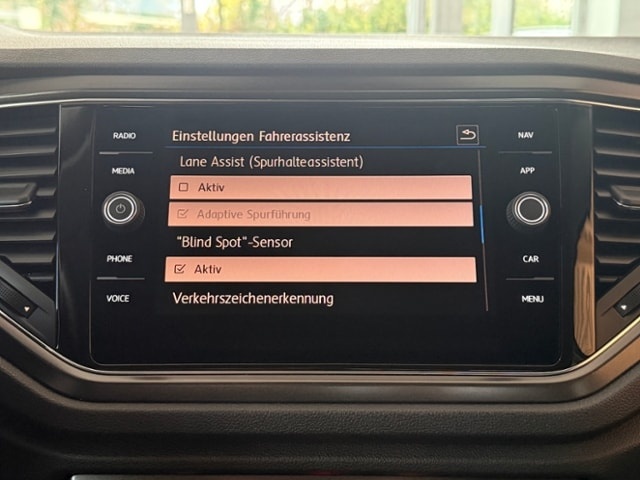 RADIO
MEDIA
PHONE
VOICE
Einstellungen Fahrerassistenz
Lane Assist (Spurhalteassistent)
Aktiv
Adaptive Spurführung
"Blind Spot"-Sensor
Aktiv
Verkehrszeichenerkennung
NAV
APP
CAR
MENU